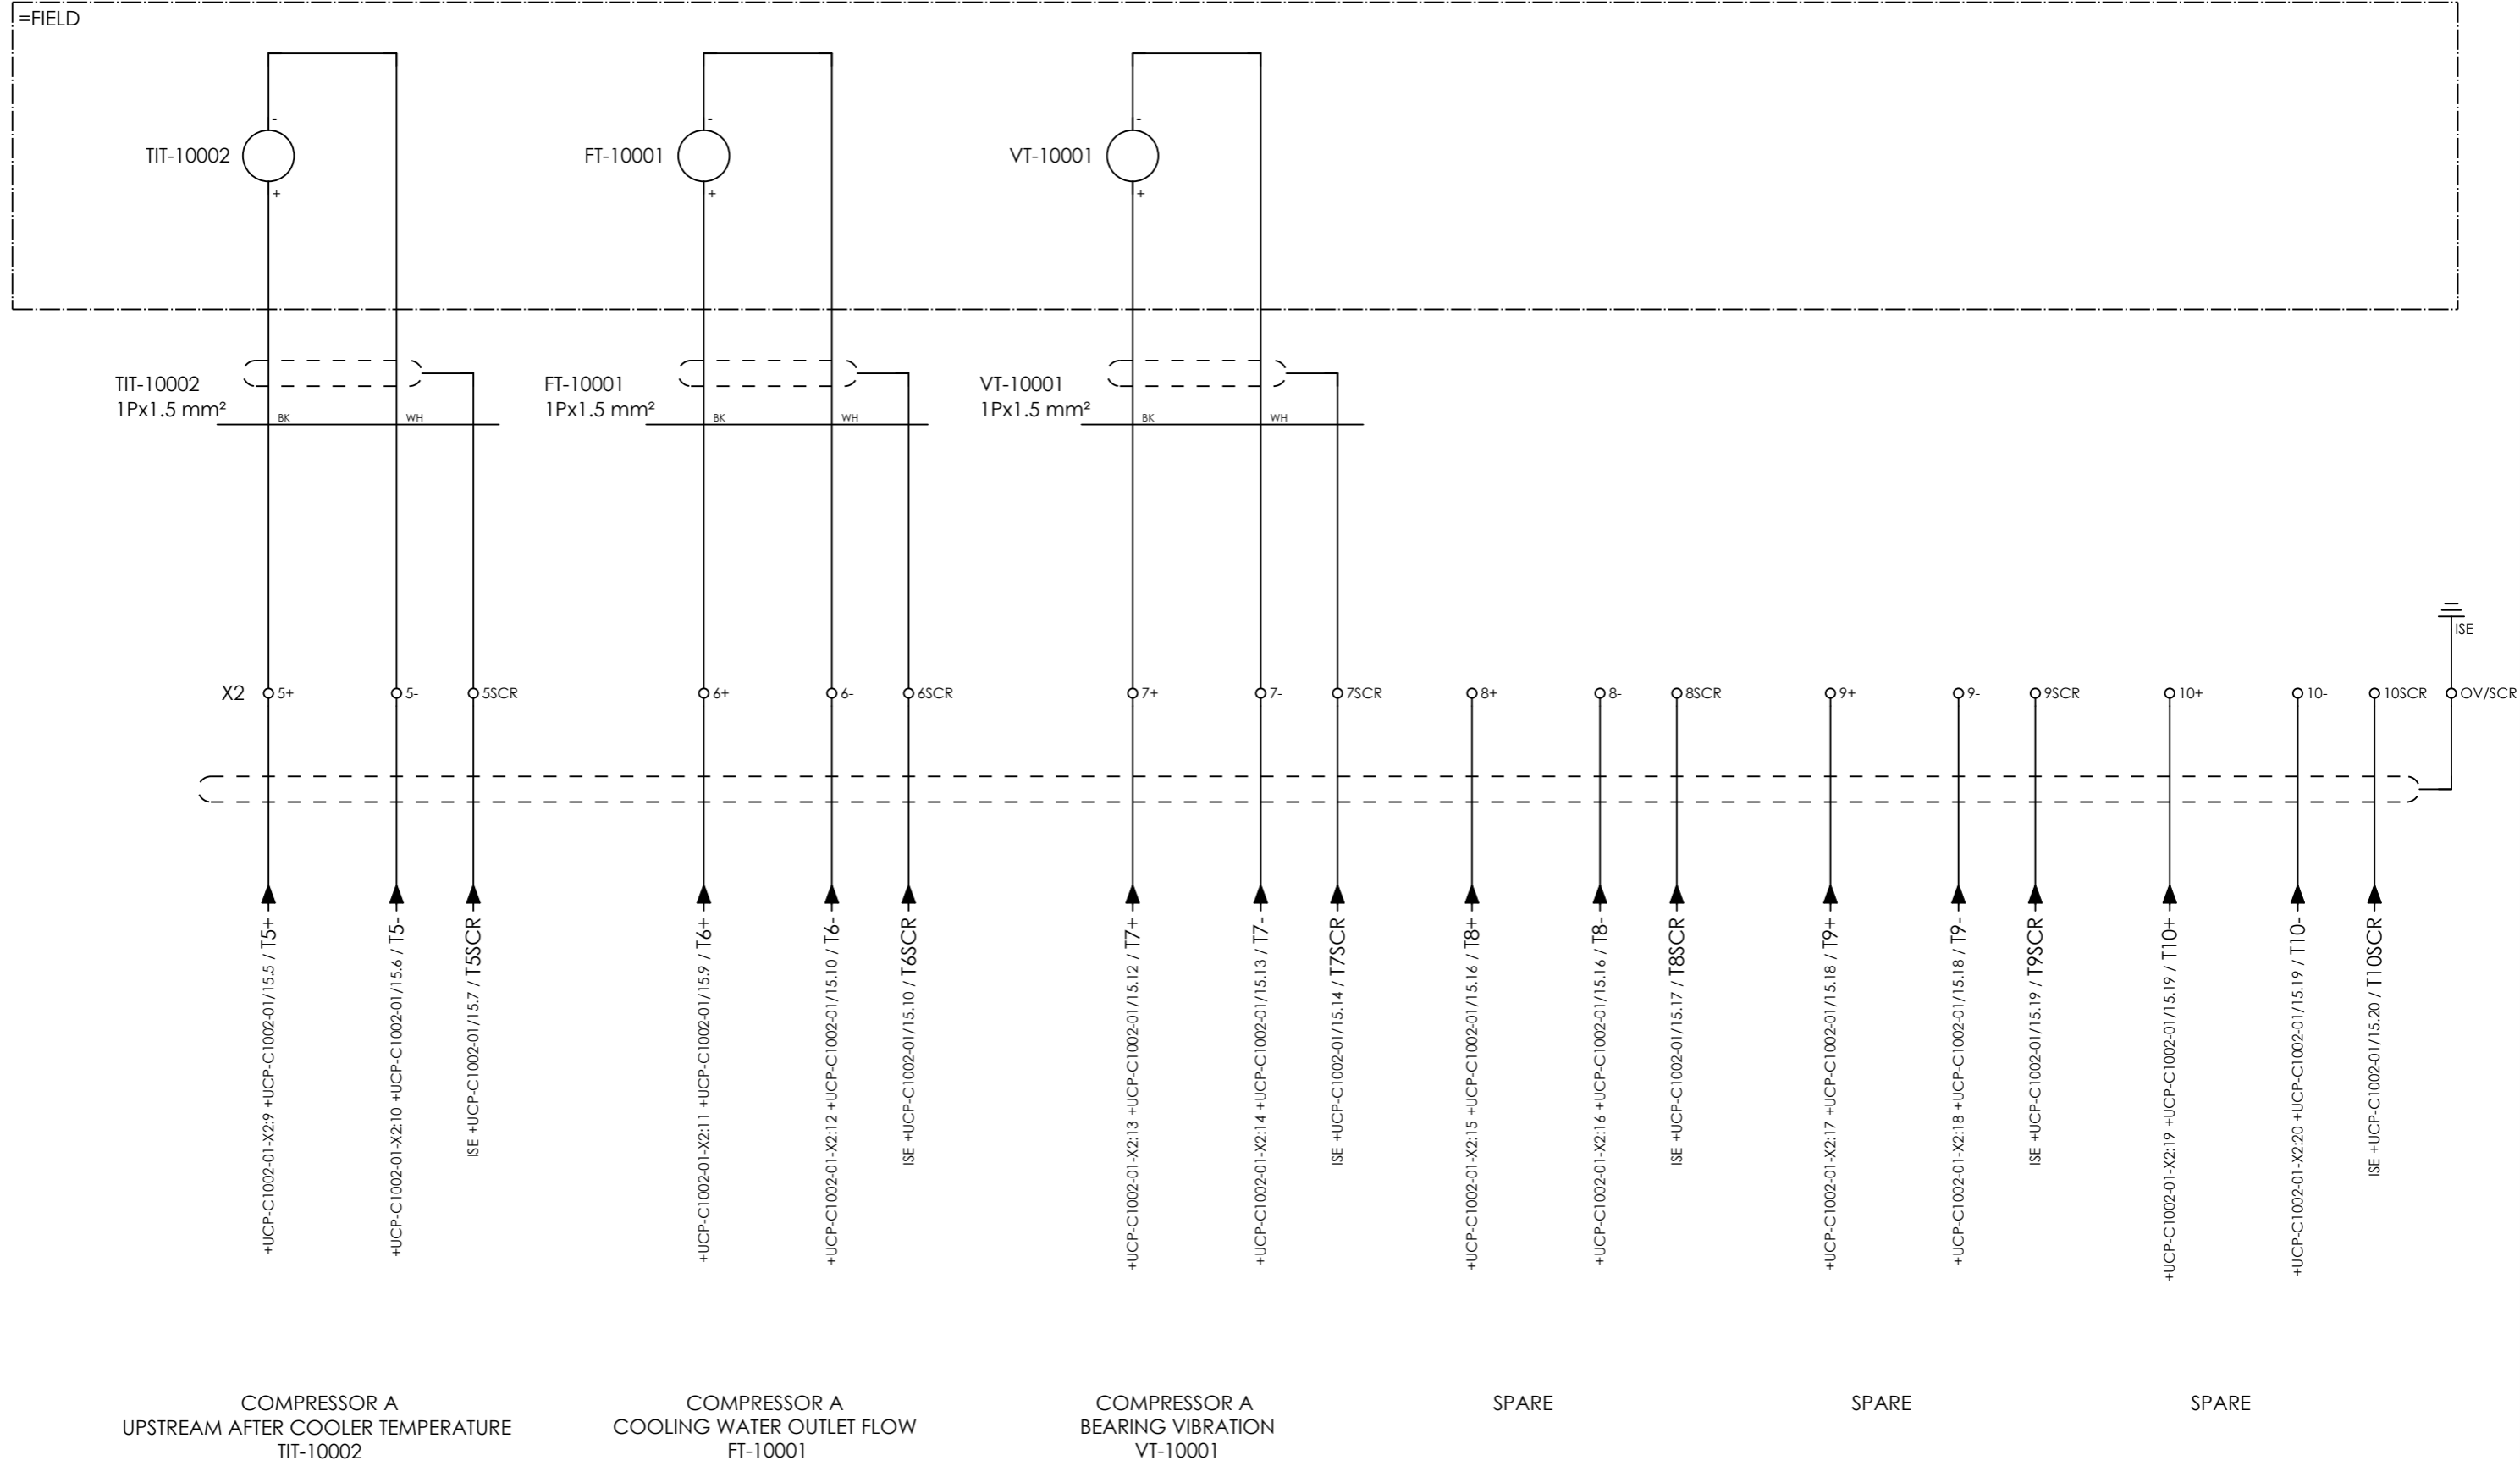 =FIELD
-
-
-
TIT-10002
FT-10001
VT-10001
+
+
+
TIT-10002
1Px1.5 mm²
BK
WH
FT-10001
1Px1.5 mm²
BK
WH
VT-10001
1Px1.5 mm²
BK
WH
ISE
X2
5+
5-
5SCR
6+
6-
6SCR
7+
7-
7SCR
8+
8-
8SCR
9+
9-
9SCR
10+
10-
10SCR
OV/SCR
+UCP-C1002-01-X2:9 +UCP-C1002-01/15.5 / T5+
+UCP-C1002-01-X2:10 +UCP-C1002-01/15.6 / T5-
ISE +UCP-C1002-01/15.7 / T5SCR
+UCP-C1002-01-X2:11 +UCP-C1002-01/15.9 / T6+
+UCP-C1002-01-X2:12 +UCP-C1002-01/15.10 / T6-
ISE +UCP-C1002-01/15.10 / T6SCR
+UCP-C1002-01-X2:13 +UCP-C1002-01/15.12 / T7+
+UCP-C1002-01-X2:14 +UCP-C1002-01/15.13 / T7-
ISE +UCP-C1002-01/15.14 / T7SCR
+UCP-C1002-01-X2:15 +UCP-C1002-01/15.16 / T8+
+UCP-C1002-01-X2:16 +UCP-C1002-01/15.16 / T8-
ISE +UCP-C1002-01/15.17 / T8SCR
+UCP-C1002-01-X2:17 +UCP-C1002-01/15.18 / T9+
+UCP-C1002-01-X2:18 +UCP-C1002-01/15.18 / T9-
ISE +UCP-C1002-01/15.19 / T9SCR
+UCP-C1002-01-X2:19 +UCP-C1002-01/15.19 / T10+
+UCP-C1002-01-X2:20 +UCP-C1002-01/15.19 / T10-
ISE +UCP-C1002-01/15.20 / T10SCR
COMPRESSOR A
UPSTREAM AFTER COOLER TEMPERATURE
TIT-10002
COMPRESSOR A
COOLING WATER OUTLET FLOW
FT-10001
COMPRESSOR A
BEARING VIBRATION
VT-10001
SPARE
SPARE
SPARE